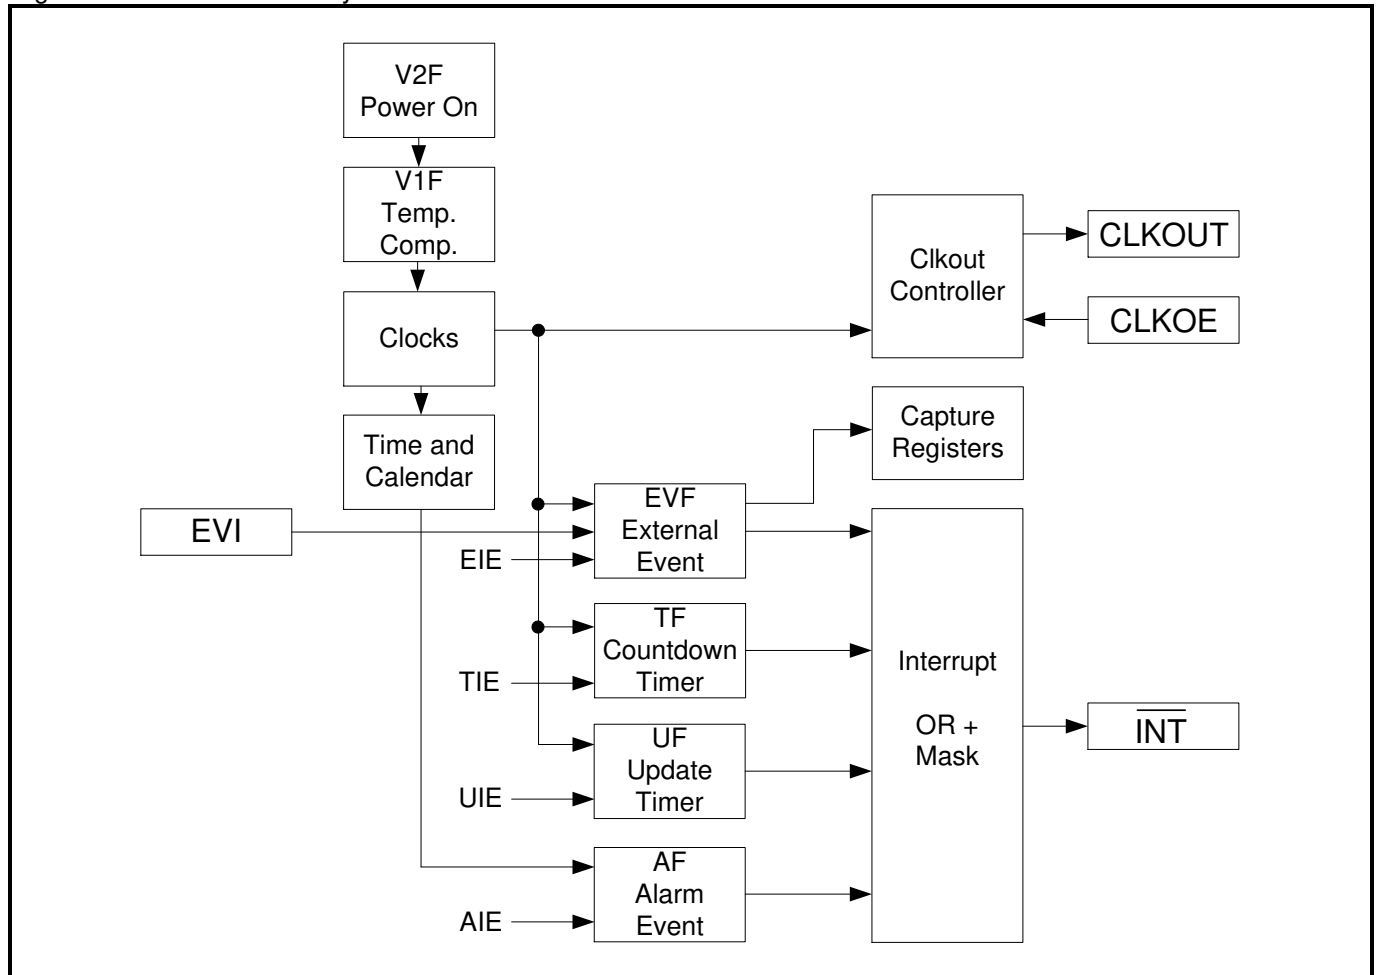 V2F
Power On
V1F
Temp.
Comp.
Clocks
Time and
Calendar
Clkout
Controller
CLKOUT
CLKOE
Capture
Registers
EVI
EIE
EVF
External
Event
TIE
TF
Countdown
Timer
UIE
UF
Update
Timer
AIE
AF
Alarm
Event
Interrupt
OR +
Mask
INT